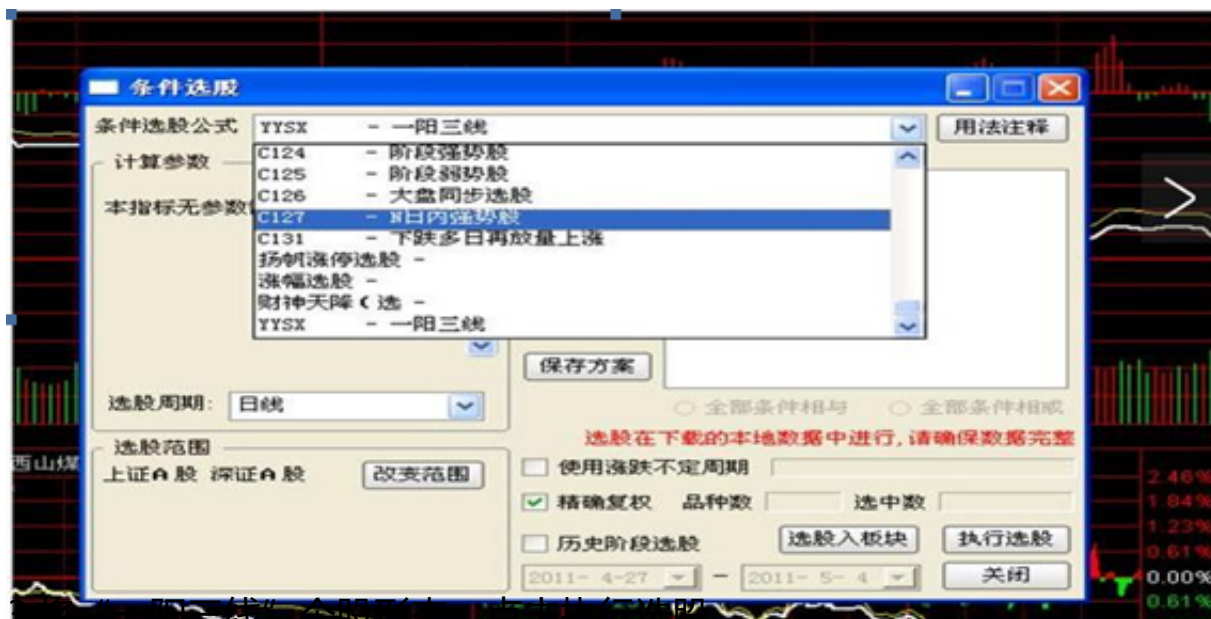 条件选股
条件选股公式 YYSX - 一阳三线 用法注释
计算参数
C124 - 阶段强势股
C125 - 阶段弱势股
本指标无参数
C126 - 大盘同步选股
C127 - N日内强势股
C131 - 下跌多日再放量上涨
扬帆涨停选股 -
涨幅选股 -
财神天降(选 -
YYSX - 一阳三线
保存方案
选股周期: 日线
全部条件相与 全部条件相或
选股在下载的本地数据中进行,请确保数据完整
选股范围
上证A股 深证A股 改变范围
使用涨跌不定周期
精确复权 品种数 选中数
历史阶段选股 选股入板块 执行选股
2011- 4-27 - 2011- 5- 4 关闭
西山煤
2.46%
1.84%
1.23%
0.61%
0.00%
0.61%